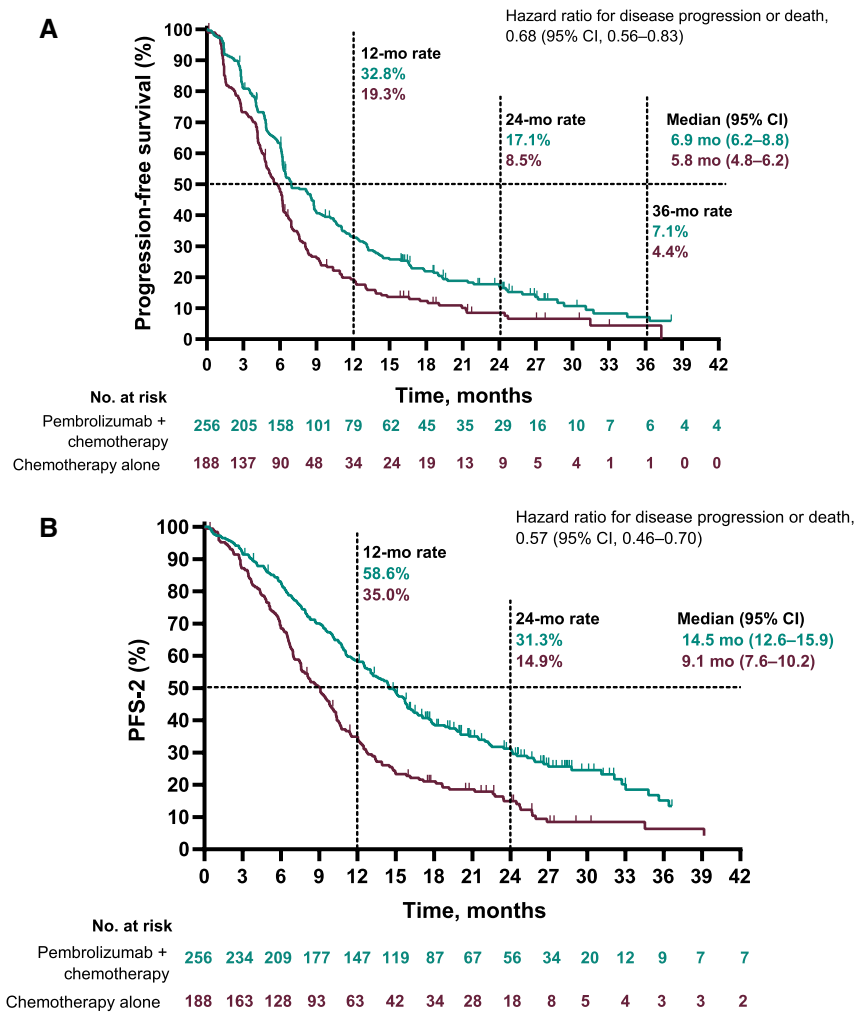 A
Hazard ratio for disease progression or death,
0.68 (95% CI, 0.56–0.83)
Progression-free survival (%)
100
90
80
70
60
50
40
30
20
10
0
12-mo rate
32.8%
19.3%
24-mo rate
17.1%
8.5%
Median (95% CI)
6.9 mo (6.2–8.8)
5.8 mo (4.8–6.2)
36-mo rate
7.1%
4.4%
0 3 6 9 12 15 18 21 24 27 30 33 36 39 42
Time, months
No. at risk
Pembrolizumab +
chemotherapy
256 205 158 101 79 62 45 35 29 16 10 7 6 4 4
Chemotherapy alone 188 137 90 48 34 24 19 13 9 5 4 1 1 0 0
B
Hazard ratio for disease progression or death,
0.57 (95% CI, 0.46–0.70)
PFS-2 (%)
100
90
80
70
60
50
40
30
20
10
0
12-mo rate
58.6%
35.0%
24-mo rate
31.3%
14.9%
Median (95% CI)
14.5 mo (12.6–15.9)
9.1 mo (7.6–10.2)
0 3 6 9 12 15 18 21 24 27 30 33 36 39 42
Time, months
No. at risk
Pembrolizumab +
chemotherapy
256 234 209 177 147 119 87 67 56 34 20 12 9 7 7
Chemotherapy alone 188 163 128 93 63 42 34 28 18 8 5 4 3 3 2